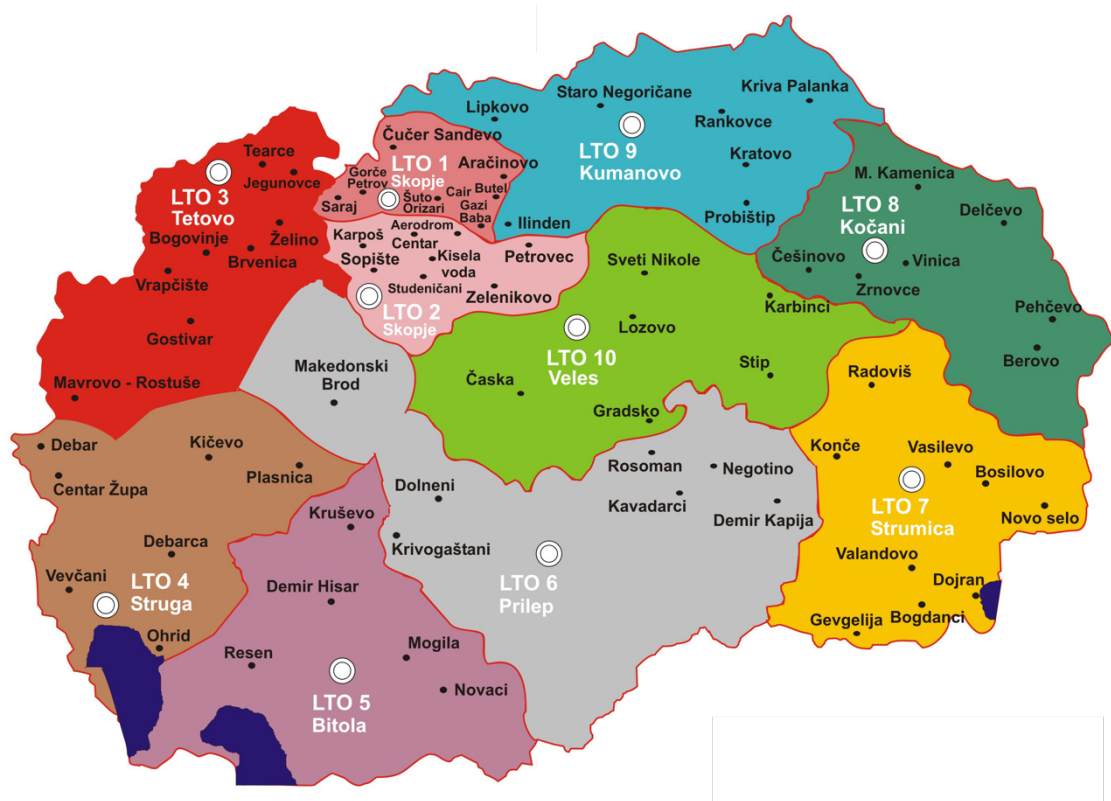 Kriva Palanka
Staro Negoričane
Lipkovo
Rankovce
LTO 9
Kumanovo
Kratovo
Probištip
Ilinden
Čučer Sandevo
LTO 1
Skopje
Aračinovo
Gorče
Petrov
Saraj
Šuto
Orizari
Cair
Butel
Gazi
Baba
Tearce
Jegunovce
LTO 3
Tetovo
Želino
Bogovinje
Brvenica
Vrapčište
Gostivar
Mavrovo - Rostuše
Karpoš
Aerodrom
Centar
Sopište
Kisela
voda
Petrovec
Studeničani
Zelenikovo
LTO 2
Skopje
M. Kamenica
LTO 8
Kočani
Delčevo
Češinovo
Vinica
Zrnovce
Pehčevo
Berovo
Sveti Nikole
Karbinci
Lozovo
LTO 10
Veles
Stip
Časka
Gradsko
Makedonski
Brod
Rosoman
Negotino
Kavadarci
Demir Kapija
Dolneni
Krivogaštani
LTO 6
Prilep
Radoviš
Konče
Vasilevo
Bosilovo
LTO 7
Strumica
Novo selo
Valandovo
Dojran
Bogdanci
Gevgelija
Debar
Kičevo
Centar Župa
Plasnica
Debarca
Vevčani
LTO 4
Struga
Ohrid
Kruševo
Demir Hisar
Mogila
Resen
Novaci
LTO 5
Bitola